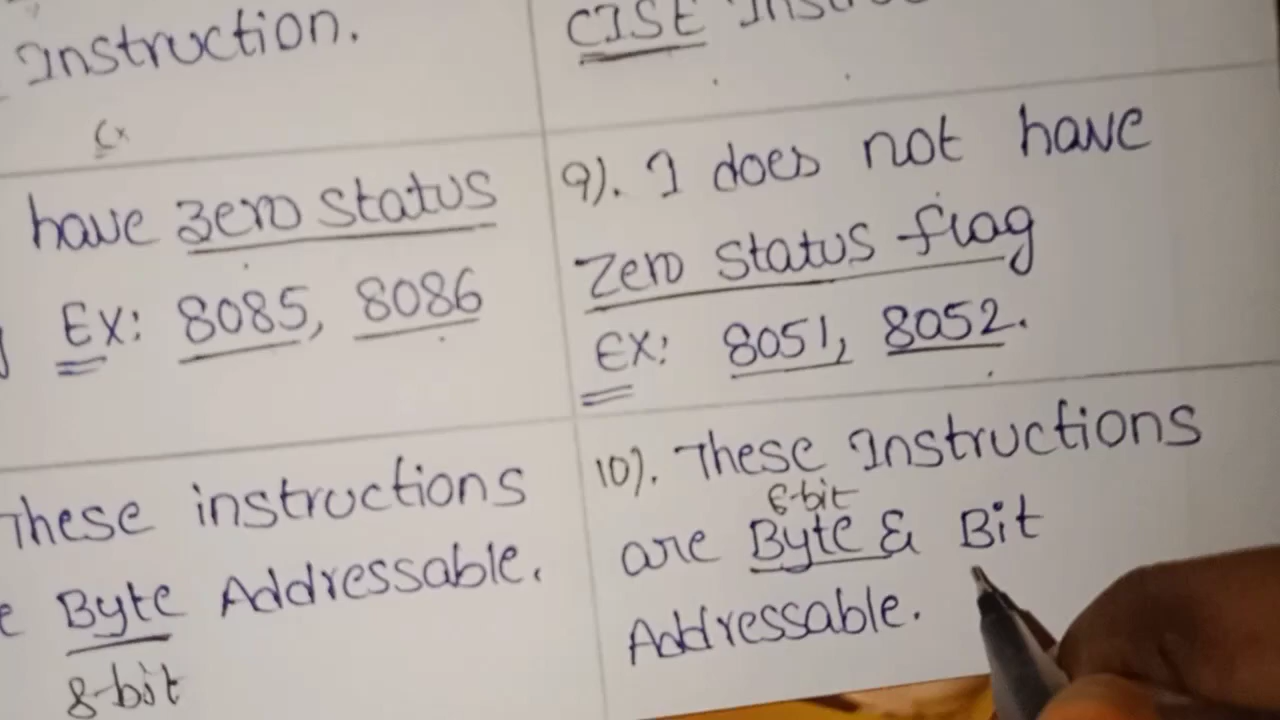 Instruction.
have zero status
Ex: 8085, 8086
These instructions
Byte Addressable.
8-bit
CISE
9). I does not have
Zero status flag
Ex: 8051, 8052.
10). These Instructions
8-bit
are Byte & Bit
Addressable.